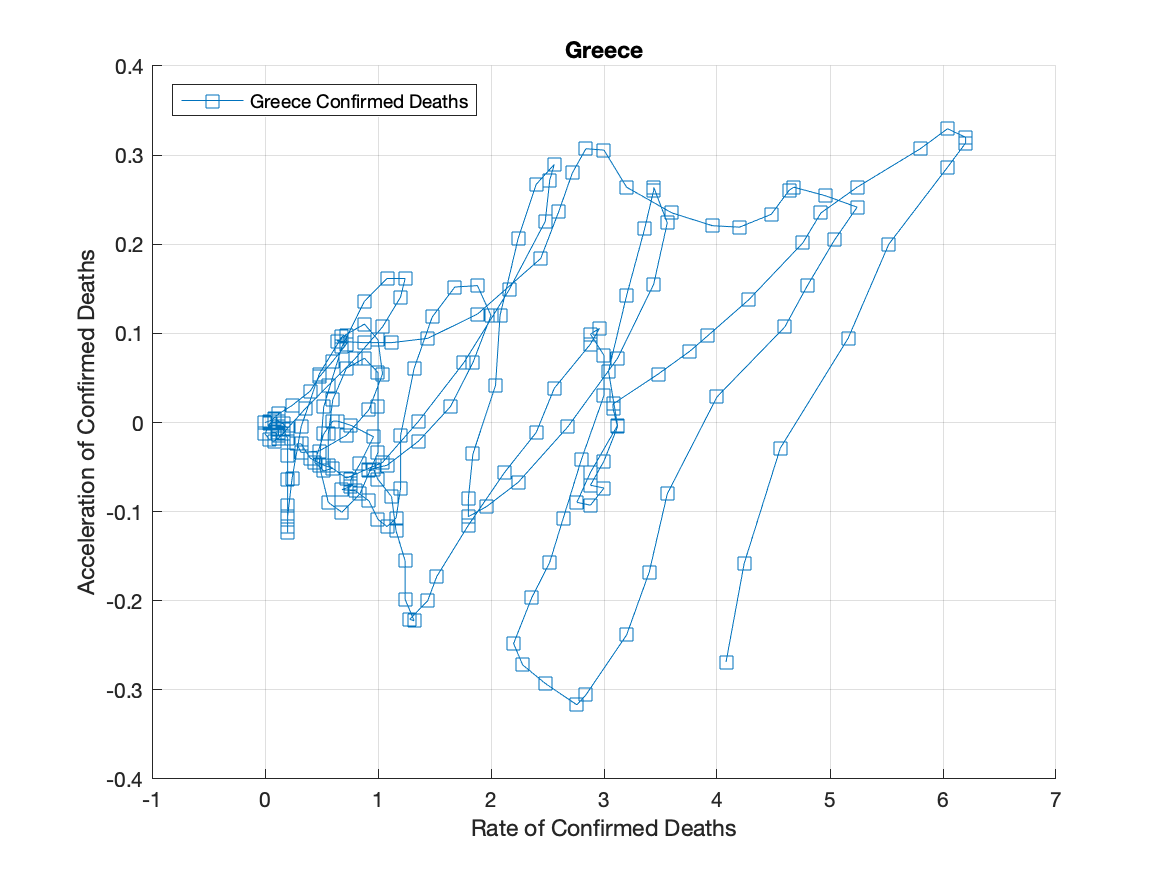 Greece
0.4
0.3
0.2
0.1
0
-0.1
-0.2
-0.3
-0.4
Acceleration of Confirmed Deaths
Greece Confirmed Deaths
-1 0 1 2 3 4 5 6 7
Rate of Confirmed Deaths